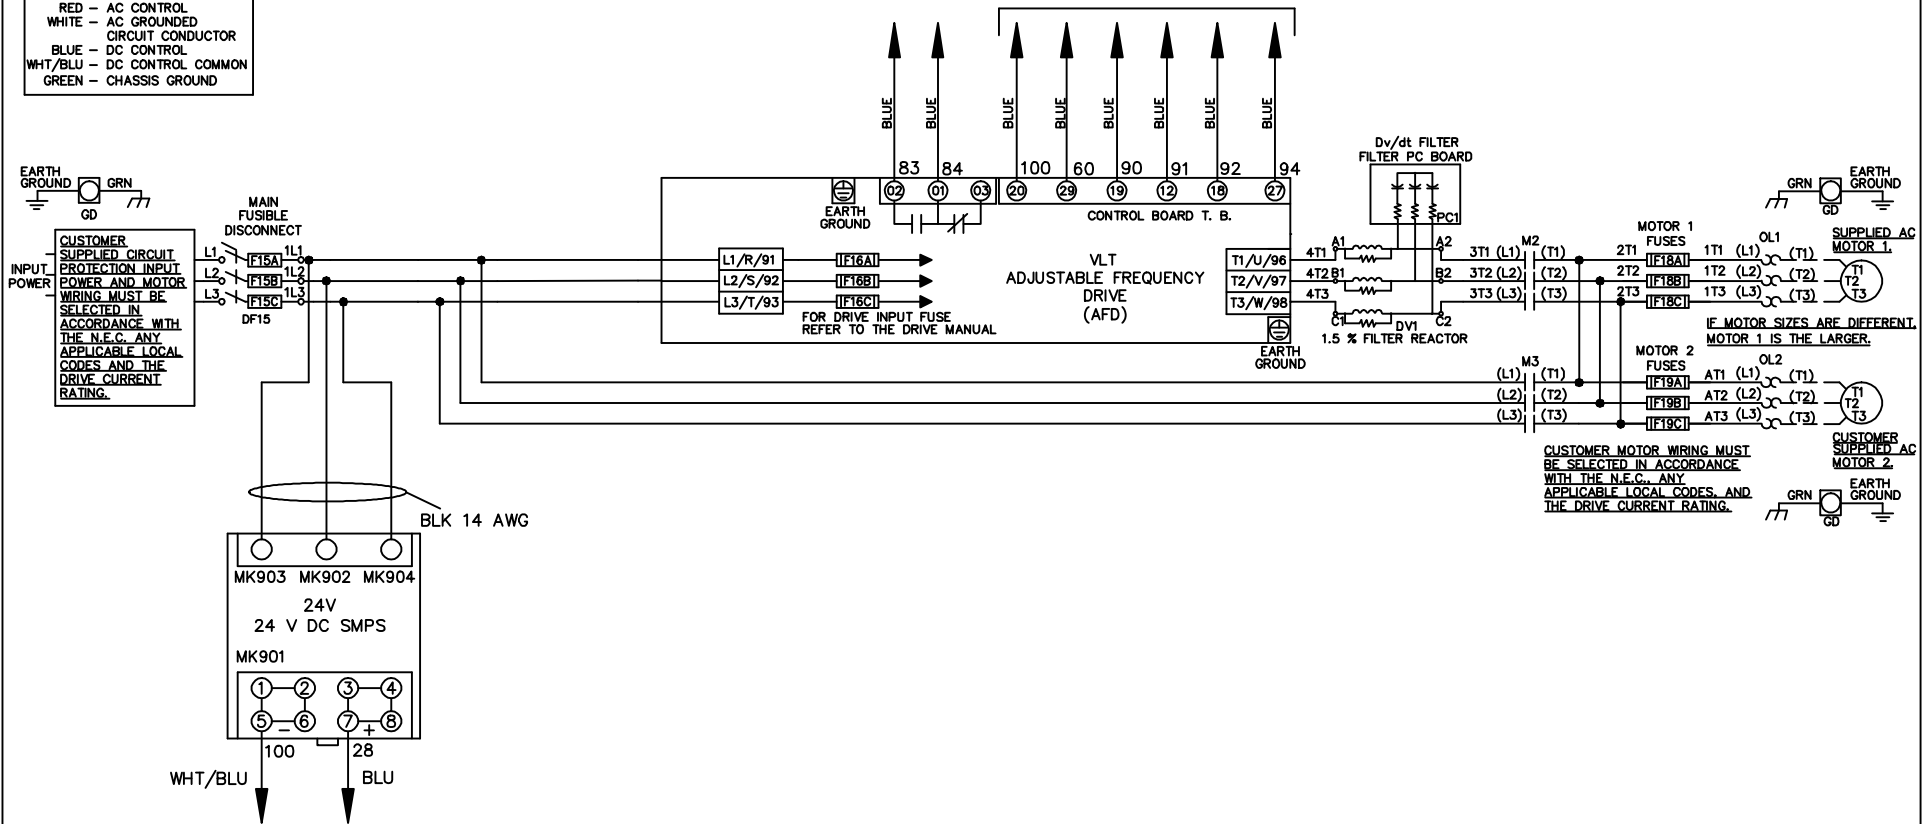 RED - AC CONTROL
WHITE - AC GROUNDED
CIRCUIT CONDUCTOR
BLUE - DC CONTROL
WHT/BLU - DC CONTROL COMMON
GREEN - CHASSIS GROUND
BLUE
BLUE
BLUE
BLUE
BLUE
BLUE
BLUE
BLUE
83
84
100
60
90
91
92
94
02
01
03
20
29
19
12
18
27
EARTH
GROUND
CONTROL BOARD T. B.
Dv/dt FILTER
FILTER PC BOARD
PC1
EARTH
GROUND
GRN
GD
MAIN
FUSIBLE
DISCONNECT
INPUT
POWER
CUSTOMER
SUPPLIED CIRCUIT
PROTECTION INPUT
POWER AND MOTOR
WIRING MUST BE
SELECTED IN
ACCORDANCE WITH
THE N.E.C. ANY
APPLICABLE LOCAL
CODES AND THE
DRIVE CURRENT
RATING.
L1 F15A 1L1
L2 F15B 1L2
L3 F15C 1L3
DF15
L1/R/91 F16A
L2/S/92 F16B
L3/T/93 F16C
FOR DRIVE INPUT FUSE
REFER TO THE DRIVE MANUAL
VLT
ADJUSTABLE FREQUENCY
DRIVE
(AFD)
T1/U/96 4T1 A1 A2
T2/V/97 4T2 B1 B2
T3/W/98 4T3 C1 C2
DV1
1.5 % FILTER REACTOR
EARTH
GROUND
M2
3T1 (L1) (T1)
3T2 (L2) (T2)
3T3 (L3) (T3)
MOTOR 1
FUSES
OL1
2T1 F18A 1T1 (L1) (T1)
2T2 F18B 1T2 (L2) (T2)
2T3 F18C 1T3 (L3) (T3)
GRN
GD
EARTH
GROUND
SUPPLIED AC
MOTOR 1.
T1
T2
T3
IF MOTOR SIZES ARE DIFFERENT,
MOTOR 1 IS THE LARGER.
M3
(L1) (T1)
(L2) (T2)
(L3) (T3)
MOTOR 2
FUSES
OL2
F19A AT1 (L1) (T1)
F19B AT2 (L2) (T2)
F19C AT3 (L3) (T3)
T1
T2
T3
CUSTOMER
SUPPLIED AC
MOTOR 2.
CUSTOMER MOTOR WIRING MUST
BE SELECTED IN ACCORDANCE
WITH THE N.E.C., ANY
APPLICABLE LOCAL CODES, AND
THE DRIVE CURRENT RATING.
GRN
GD
EARTH
GROUND
BLK 14 AWG
MK903 MK902 MK904
24V
24 V DC SMPS
MK901
1 2 3 4
5 6 7 8
- +
100 28
WHT/BLU BLU